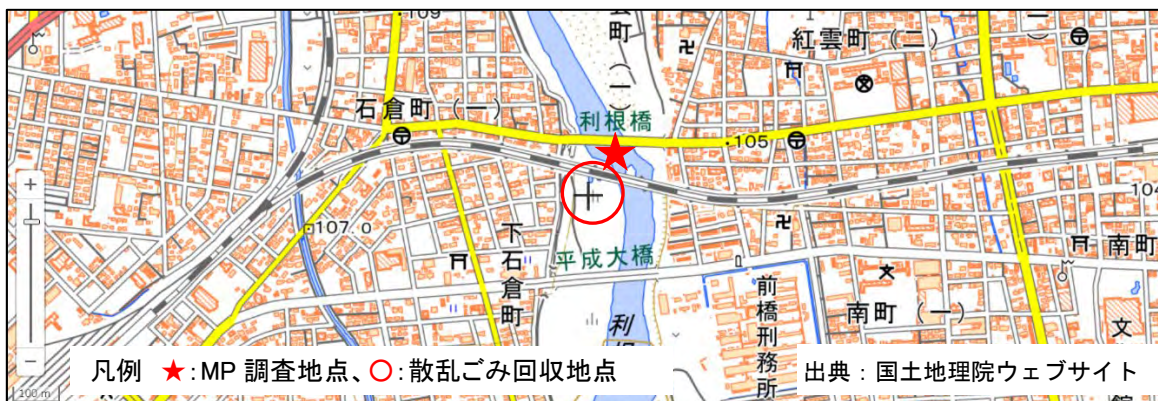 109
紅雲町(二)
町(一)
石倉町(一)
利根橋
105
104
107.0
下石倉町
平成大橋
南町
前橋刑務所
南町(一)
利
文
+
−
100 m
凡例 ★:MP 調査地点、○:散乱ごみ回収地点
出典：国土地理院ウェブサイト